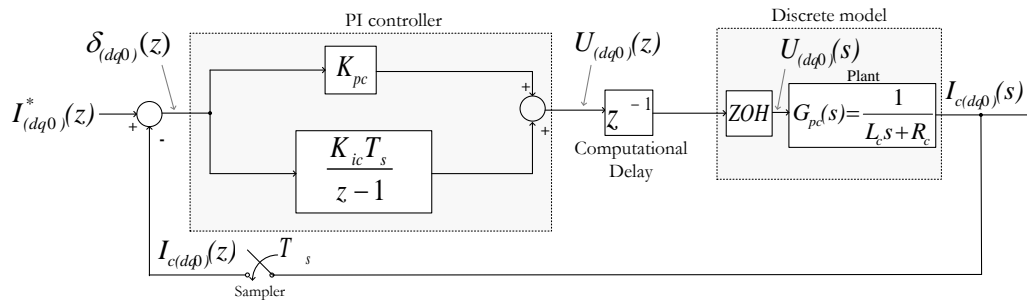 PI controller
Discrete model
δ(dq0)(z)
U(dq0)(z)
U(dq0)(s)
Plant
Kpc
I*(dq0)(z)
+
-
+
+
z −1
ZOH
Gpc(s)= 1 / Lcs+Rc
Ic(dq0)(s)
KicTs / z − 1
Computational
Delay
Ic(dq0)(z)
T s
Sampler